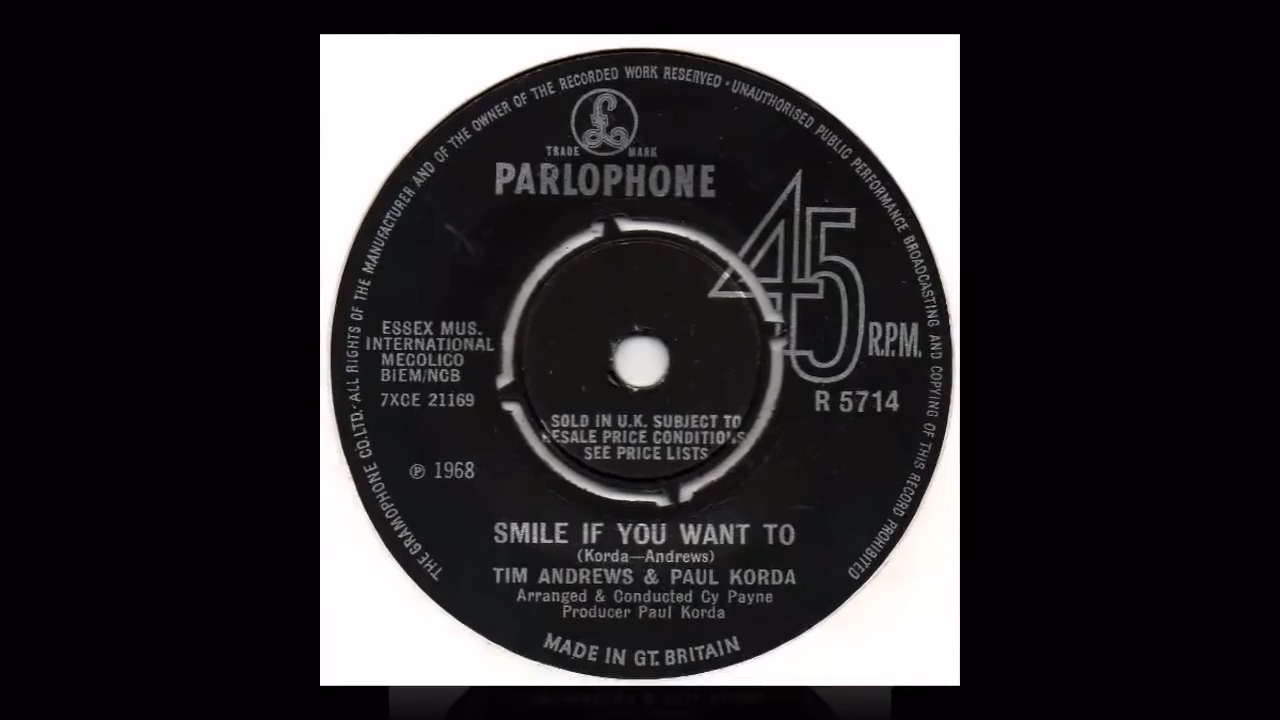 THE GRAMOPHONE CO.LTD.·ALL RIGHTS OF THE MANUFACTURER AND OF THE OWNER OF THE RECORDED WORK RESERVED·UNAUTHORISED PUBLIC PERFORMANCE BROADCASTING AND COPYING OF THIS RECORD PROHIBITED
£
TRADE MARK
PARLOPHONE
45
R.P.M.
ESSEX MUS.
INTERNATIONAL
MECOLICO
BIEM/NCB
7XCE 21169
R 5714
SOLD IN U.K. SUBJECT TO
RESALE PRICE CONDITIONS
SEE PRICE LISTS
℗ 1968
SMILE IF YOU WANT TO
(Korda—Andrews)
TIM ANDREWS & PAUL KORDA
Arranged & Conducted Cy Payne
Producer Paul Korda
MADE IN GT. BRITAIN